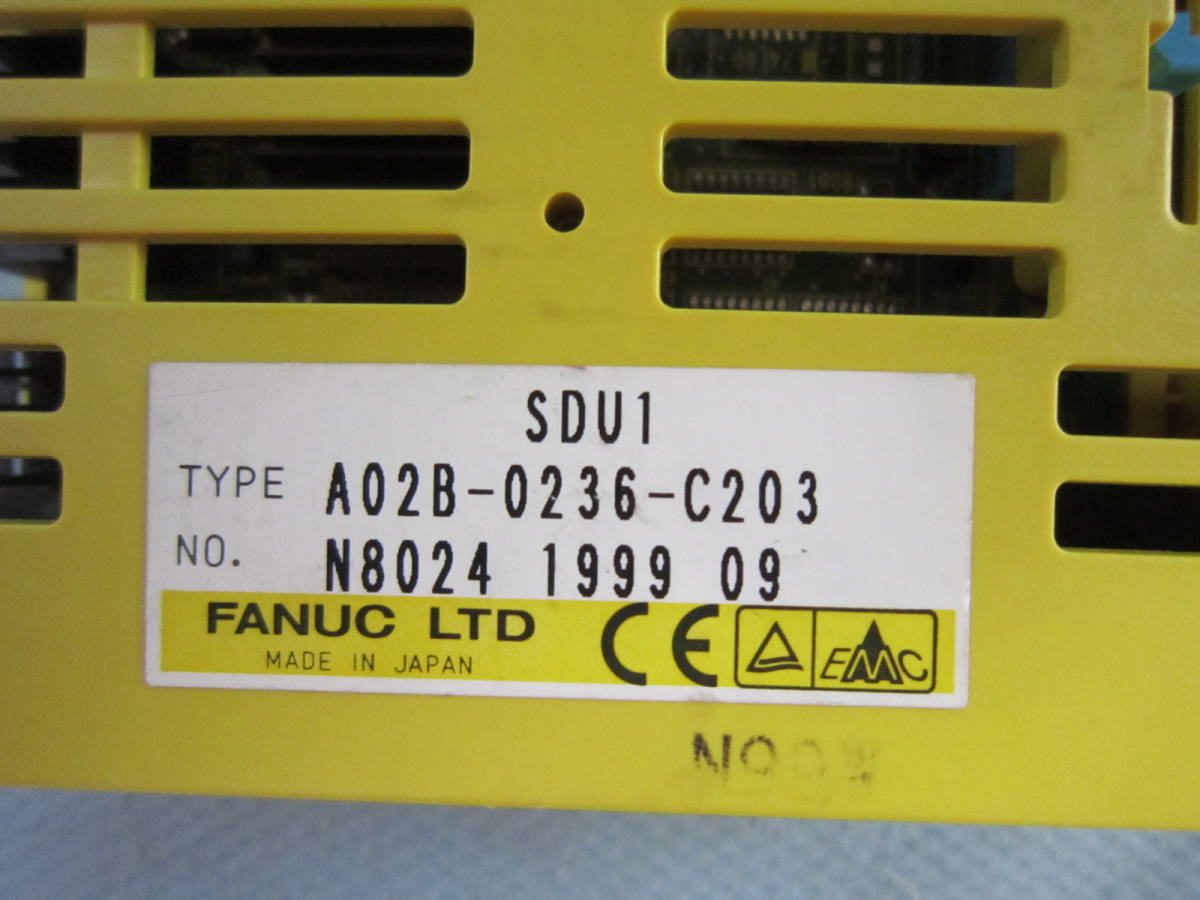 SDU1
TYPE A02B-0236-C203
NO. N8024 1999 09
FANUC LTD
MADE IN JAPAN
CE
EMC